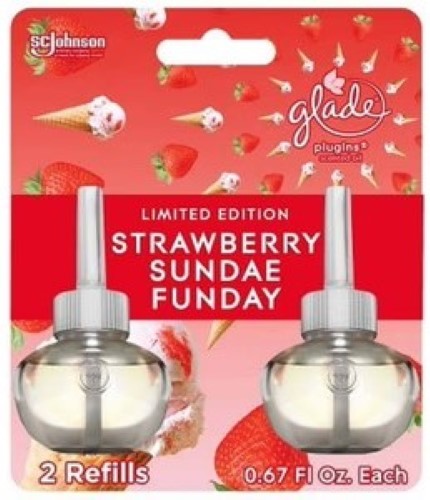 SC Johnson
glade
plugins®
scented oil
LIMITED EDITION
STRAWBERRY
SUNDAE
FUNDAY
2 Refills
0.67 Fl Oz. Each